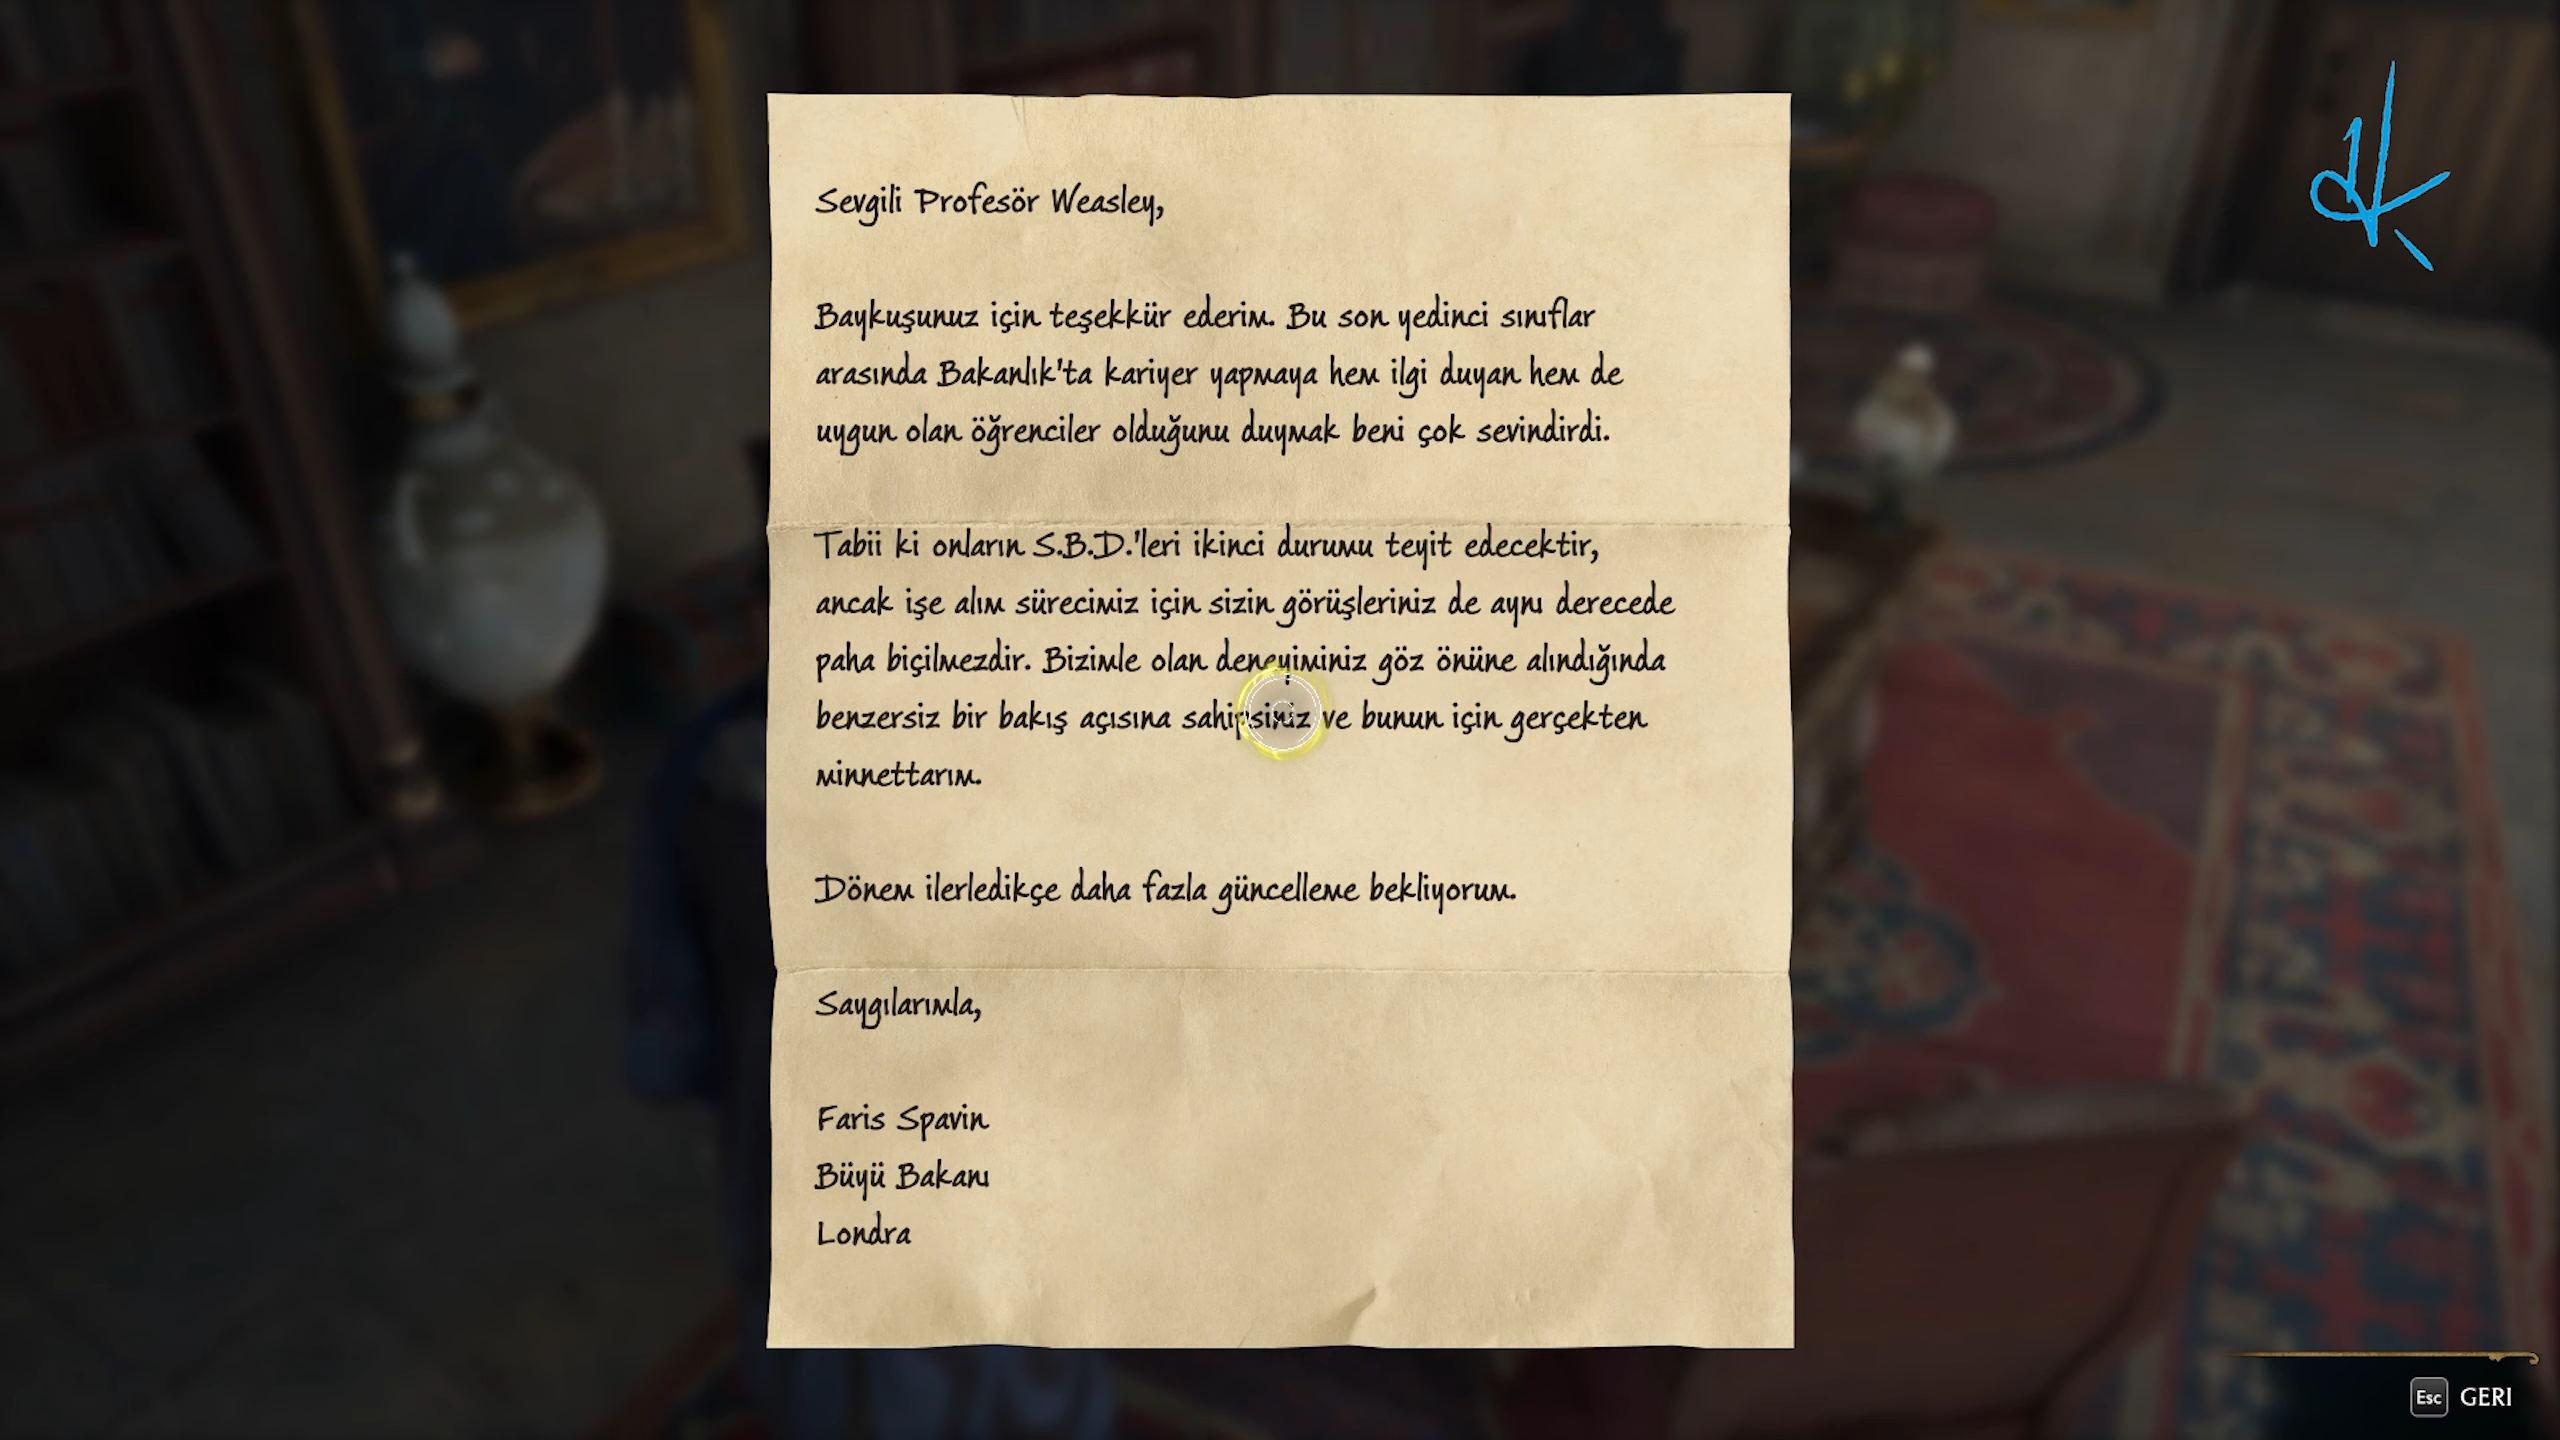 Sevgili Profesör Weasley,
Baykuşunuz için teşekkür ederim. Bu son yedinci sınıflar
arasında Bakanlık'ta kariyer yapmaya hem ilgi duyan hem de
uygun olan öğrenciler olduğunu duymak beni çok sevindirdi.
Tabii ki onların S.B.D.'leri ikinci durumu teyit edecektir,
ancak işe alım sürecimiz için sizin görüşleriniz de aynı derecede
paha biçilmezdir. Bizimle olan deneyiminiz göz önüne alındığında
benzersiz bir bakış açısına sahipsiniz ve bunun için gerçekten
minnettarım.
Dönem ilerledikçe daha fazla güncelleme bekliyorum.
Saygılarımla,
Faris Spavin
Büyü Bakanı
Londra
Esc GERI